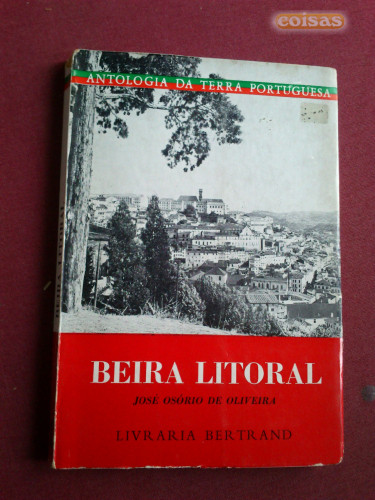 coisas
ANTOLOGIA DA TERRA PORTUGUESA
BEIRA LITORAL
JOSÉ OSÓRIO DE OLIVEIRA
LIVRARIA BERTRAND